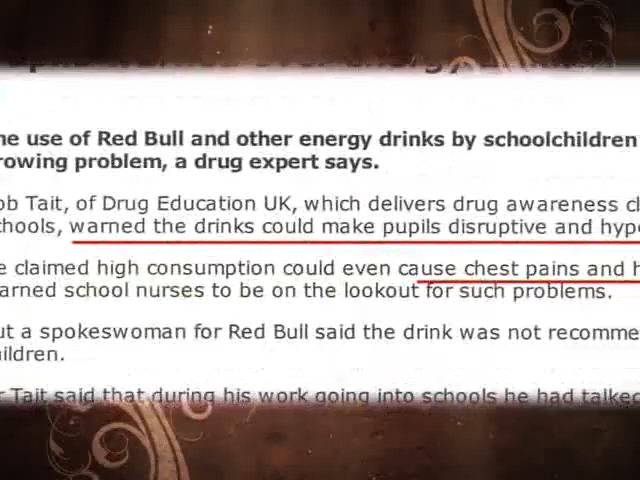 he use of Red Bull and other energy drinks by schoolchildren
rowing problem, a drug expert says.
ob Tait, of Drug Education UK, which delivers drug awareness cl
chools, warned the drinks could make pupils disruptive and hype
e claimed high consumption could even cause chest pains and h
arned school nurses to be on the lookout for such problems.
ut a spokeswoman for Red Bull said the drink was not recomme
hildren.
r Tait said that during his work going into schools he had talked